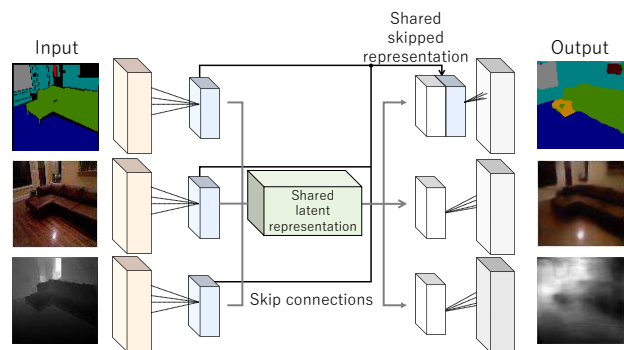 Input
Shared
skipped
representation
Output
Shared
latent
representation
Skip connections